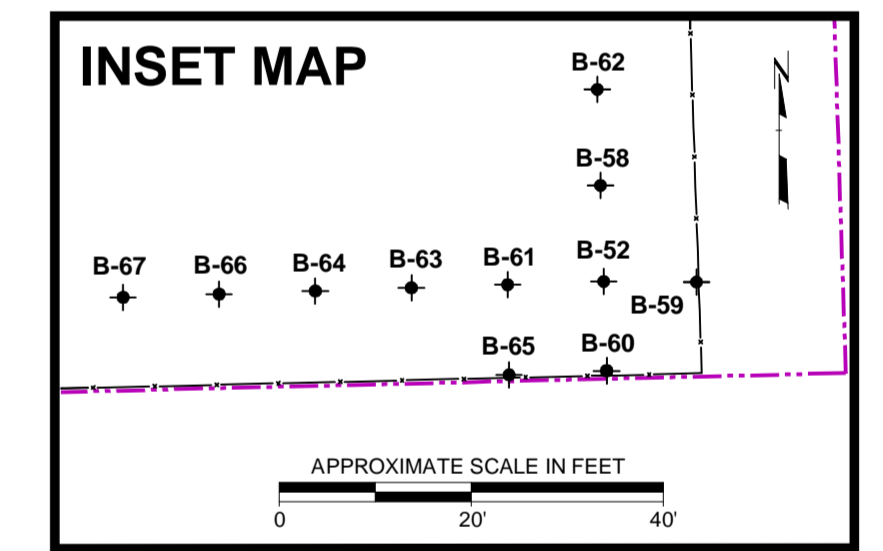 INSET MAP
B-62
N
B-58
B-52
B-61
B-63
B-64
B-66
B-67
B-59
B-60
B-65
APPROXIMATE SCALE IN FEET
0 20' 40'